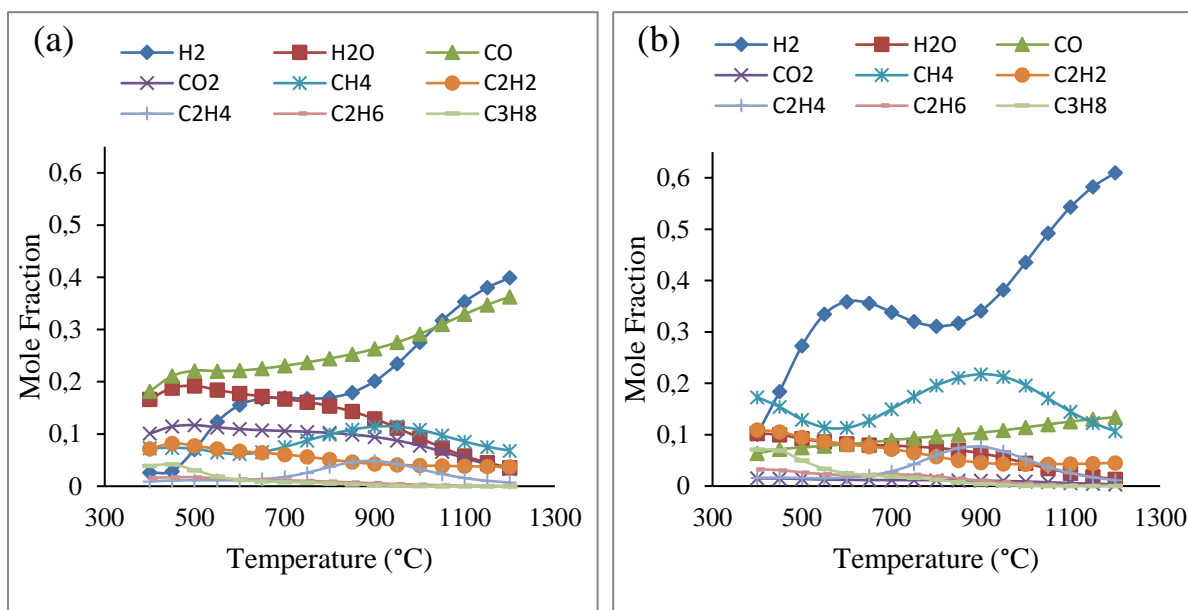 (a)
H2 H2O CO
CO2 CH4 C2H2
C2H4 C2H6 C3H8
0,6
0,5
0,4
0,3
0,2
0,1
0
300 500 700 900 1100 1300
Mole Fraction
Temperature (°C)
(b)
H2 H2O CO
CO2 CH4 C2H2
C2H4 C2H6 C3H8
0,6
0,5
0,4
0,3
0,2
0,1
0
300 500 700 900 1100 1300
Mole Fraction
Temperature (°C)